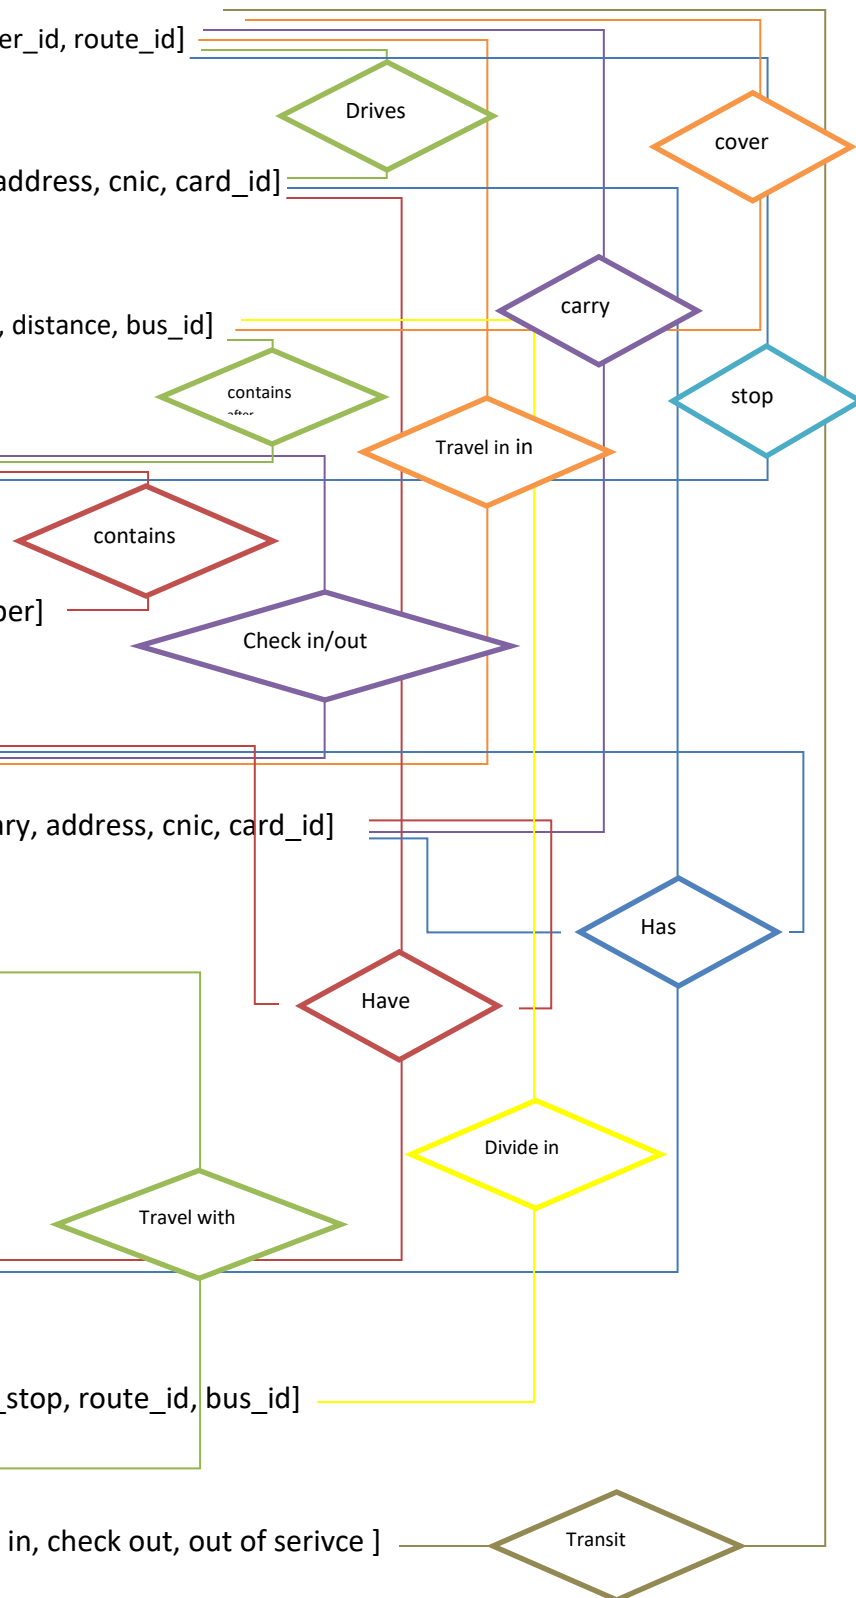 er_id, route_id]
Drives
cover
address, cnic, card_id]
carry
, distance, bus_id]
contains
after
stop
Travel in in
contains
ber]
Check in/out
ary, address, cnic, card_id]
Has
Have
Divide in
Travel with
_stop, route_id, bus_id]
in, check out, out of serivce ]
Transit